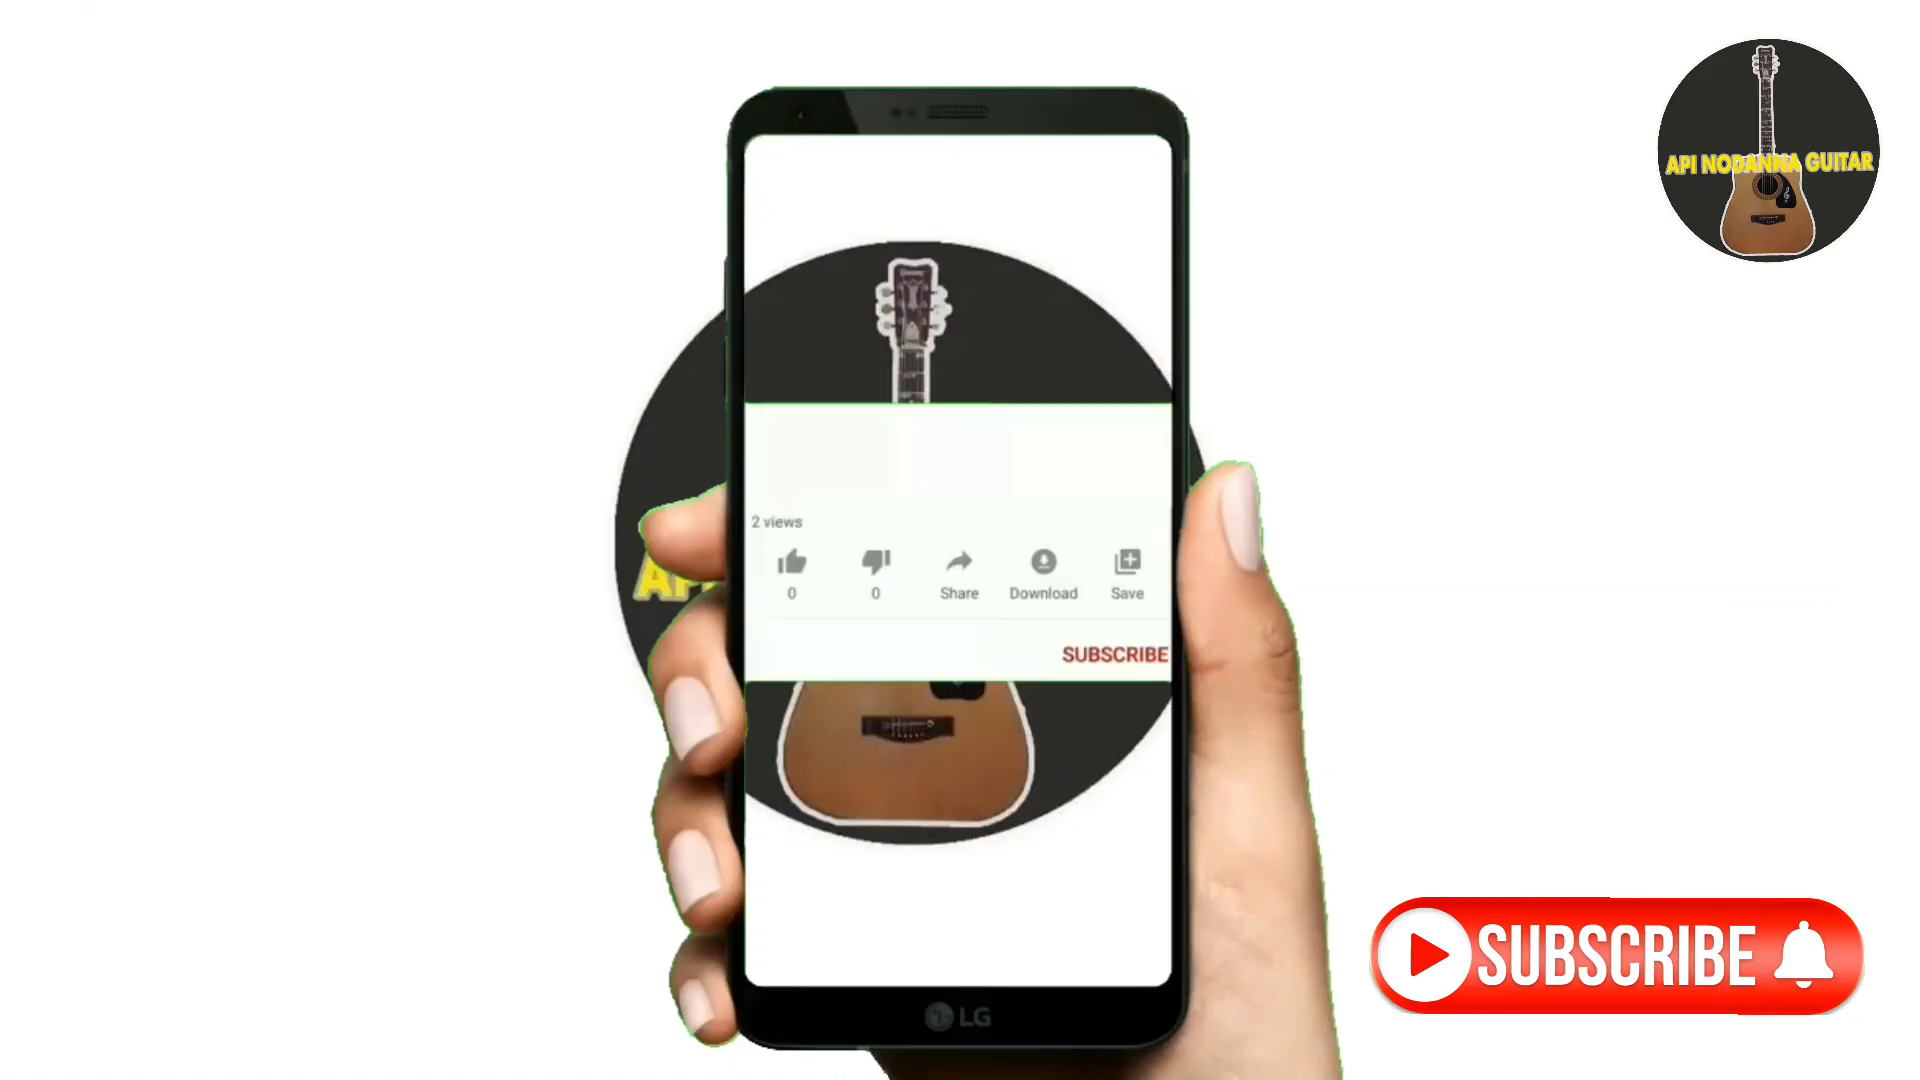 API NODANNA GUITAR
2 views
0
0
Share
Download
Save
SUBSCRIBE
LG
SUBSCRIBE